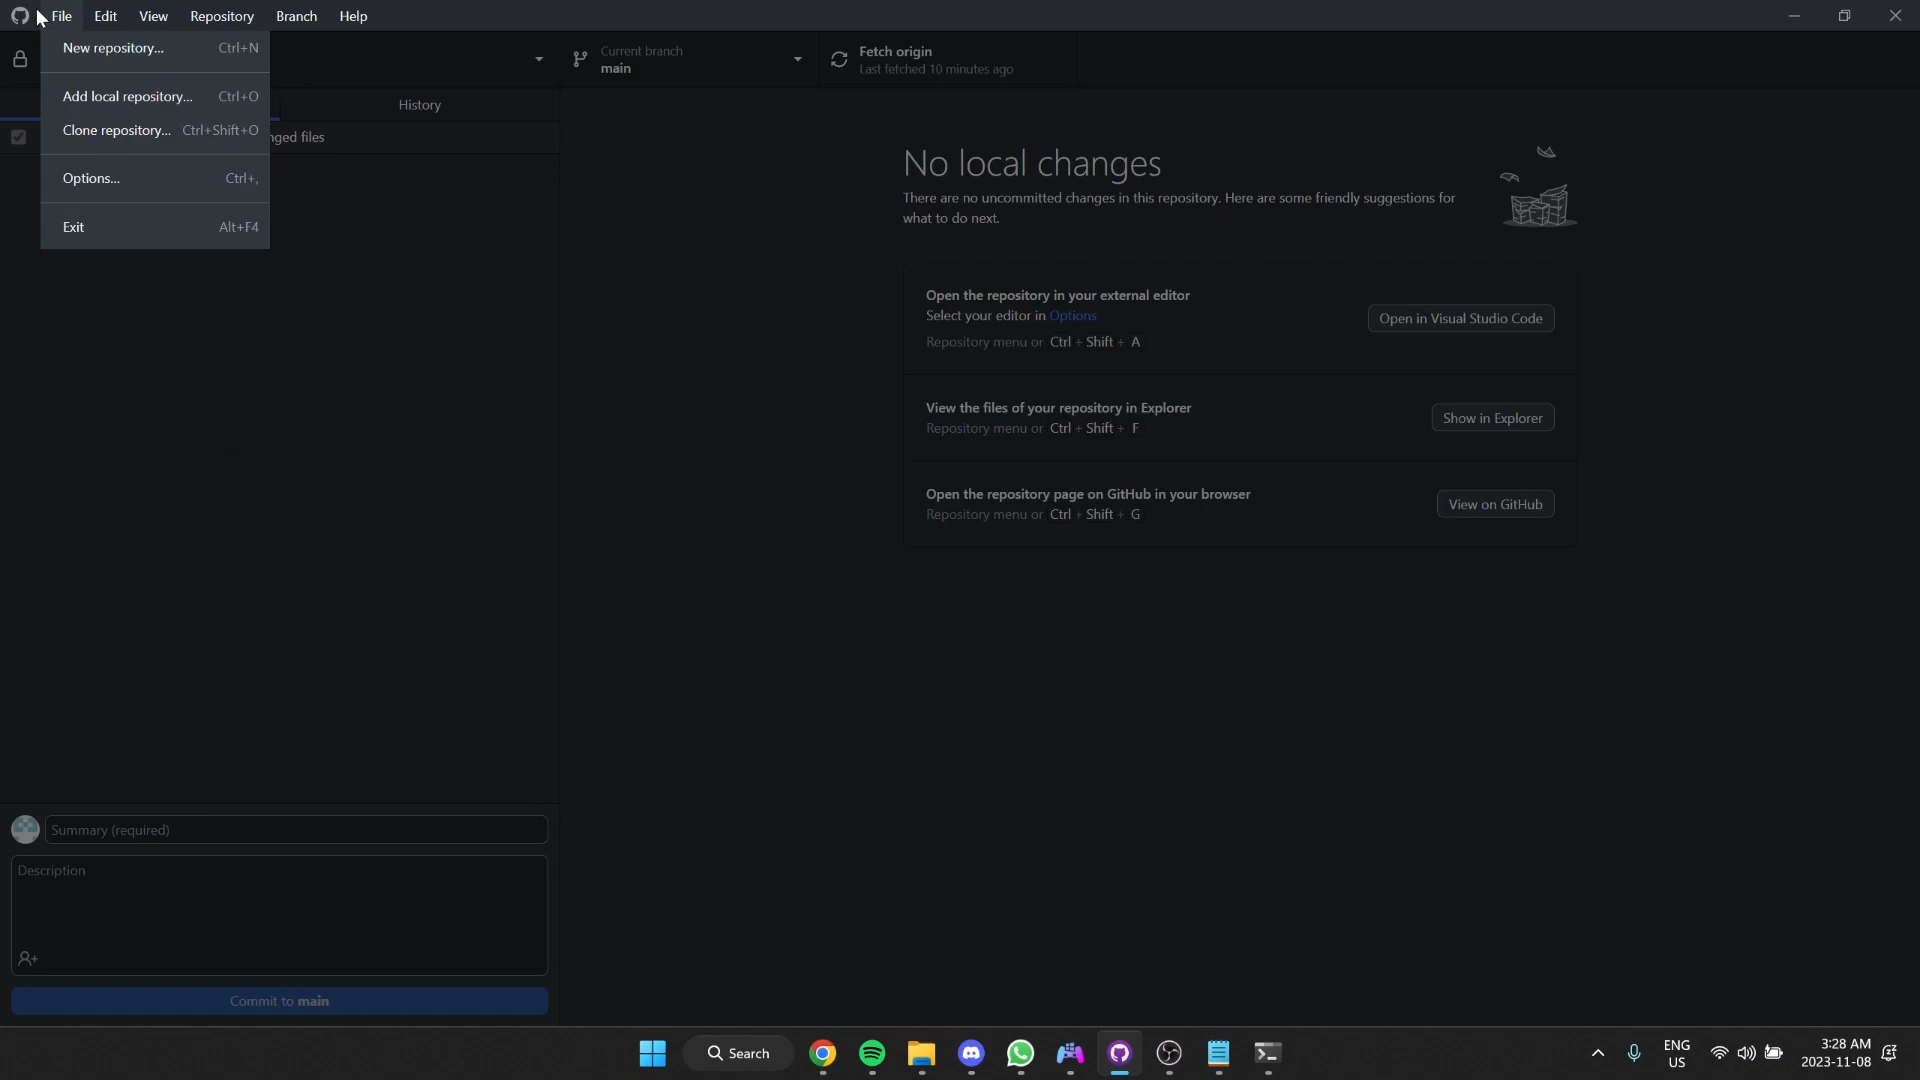 File Edit View Repository Branch Help
New repository... Ctrl+N
Add local repository... Ctrl+O
Clone repository... Ctrl+Shift+O
Options... Ctrl+,
Exit Alt+F4
Current branch
main
Fetch origin
Last fetched 10 minutes ago
History
nged files
No local changes
There are no uncommitted changes in this repository. Here are some friendly suggestions for
what to do next.
Open the repository in your external editor
Select your editor in Options
Repository menu or Ctrl + Shift + A
Open in Visual Studio Code
View the files of your repository in Explorer
Repository menu or Ctrl + Shift + F
Show in Explorer
Open the repository page on GitHub in your browser
Repository menu or Ctrl + Shift + G
View on GitHub
Summary (required)
Description
Commit to main
Search
ENG
US
3:28 AM
2023-11-08